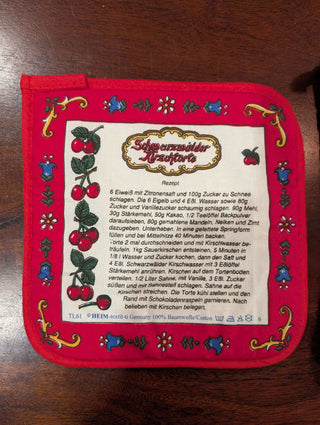 Schwarzwälder
Kirschtorte
Rezept
6 Eiweiß mit Zitronensaft und 100g Zucker zu Schnee
schlagen. Die 6 Eigelb und 4 Eßl. Wasser sowie 80g
Zucker und Vanillezucker schaumig schlagen. 90g Mehl,
30g Stärkemehl, 50g Kakao, 1/2 Teelöffel Backpulver
daraufsieben, 80g gemahlene Mandeln, Nelken und Zimt
dazugeben. Unterheben. In eine gefettete Springform
füllen und bei Mittelhitze 40 Minuten backen.
Torte 2 mal durchschneiden und mit Kirschwasser be-
träufeln, 1kg Sauerkirschen entsteinen, 5 Minuten in
1/8 l Wasser und Zucker kochen, dann den Saft und
4 Eßl. Schwarzwälder Kirschwasser mit 3 Eßlöffel
Stärkemehl anrühren. Kirschen auf dem Tortenboden
verteilen. 1/2 Liter Sahne, mit Vanille, 3 Eßl. Zucker
süßen und mit Sahnesteif schlagen. Sahne auf die
Kirschen streichen. Die Torte kühl stellen und den
Rand mit Schokoladenraspeln garnieren. Nach
belieben mit Kirschen belegen.
TL61 © HEIM-textil-6 Germany 100% Baumwolle/Cotton 6